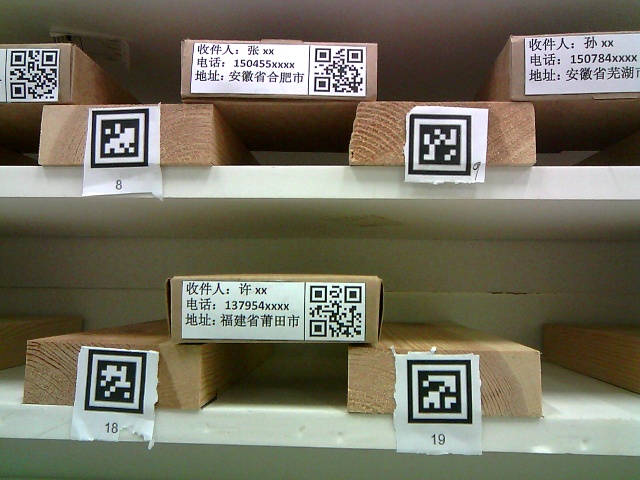 收件人：张 xx
电话：150455xxxx
地址：安徽省合肥市
收件人：孙 xx
电话：150784xxxx
地址：安徽省芜湖市
8
9
收件人：许 xx
电话：137954xxxx
地址：福建省莆田市
18
19